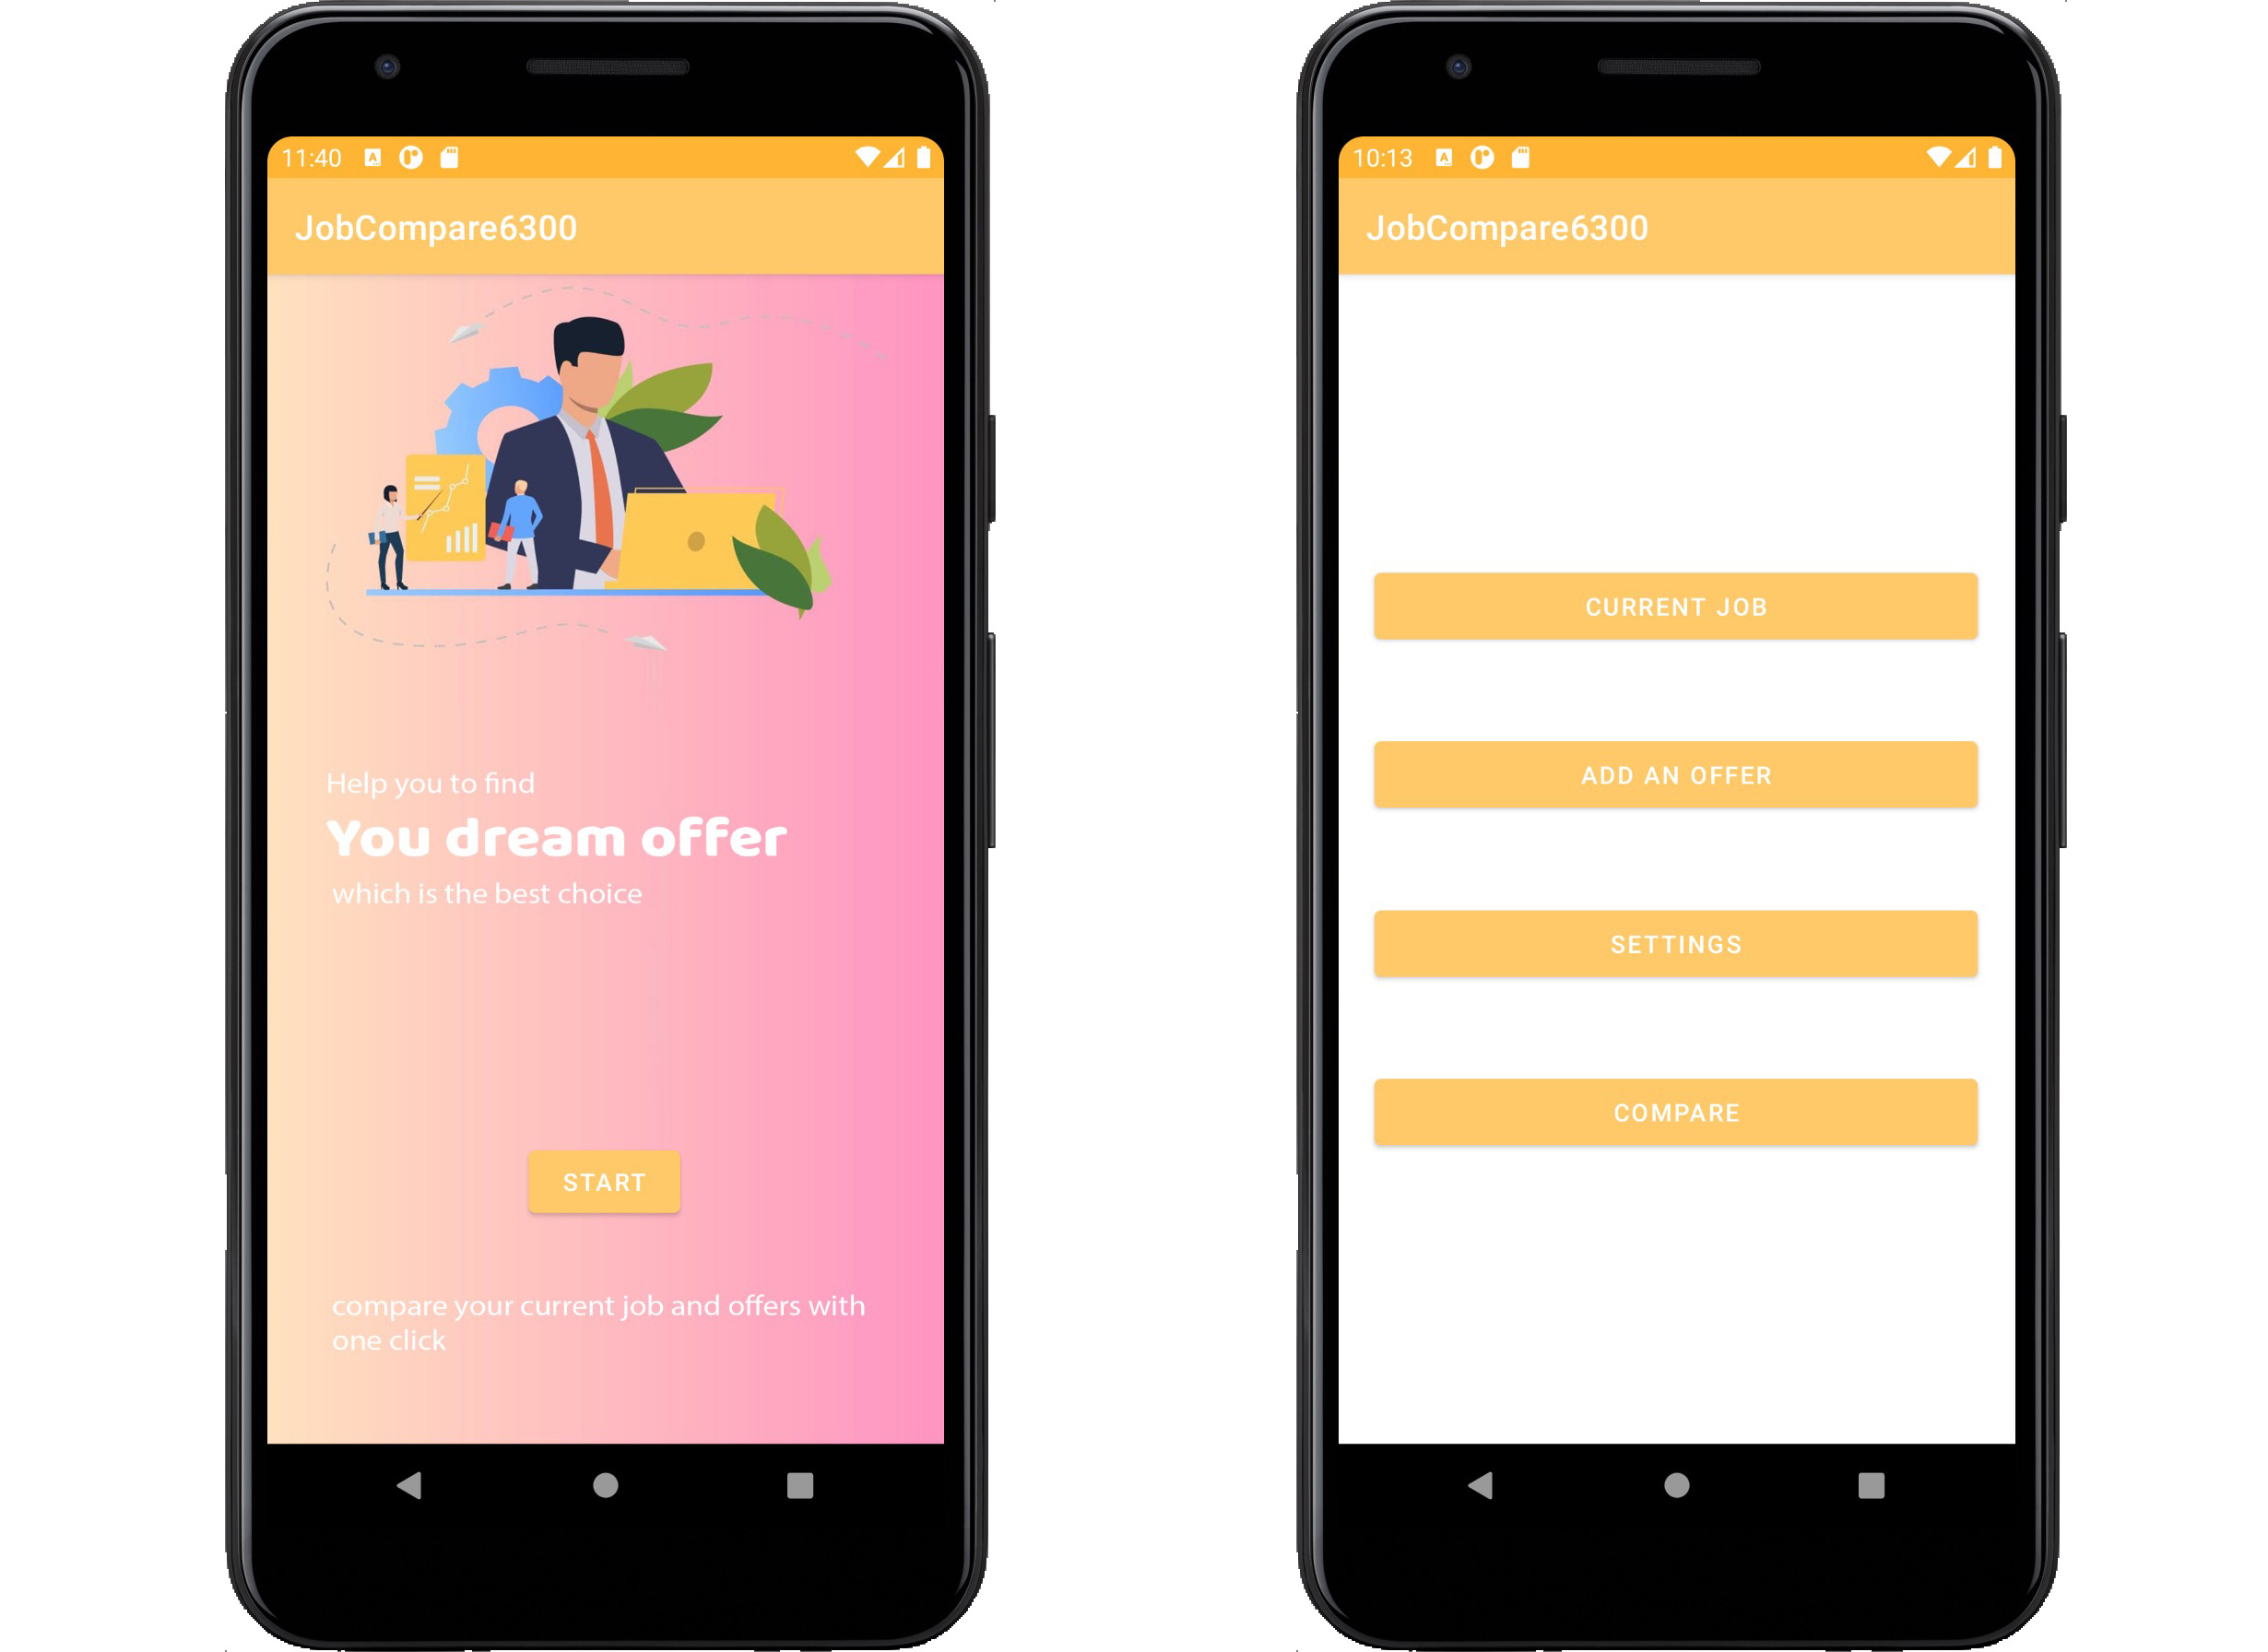 11:40
JobCompare6300
Help you to find
You dream offer
which is the best choice
START
compare your current job and offers with
one click
10:13
JobCompare6300
CURRENT JOB
ADD AN OFFER
SETTINGS
COMPARE